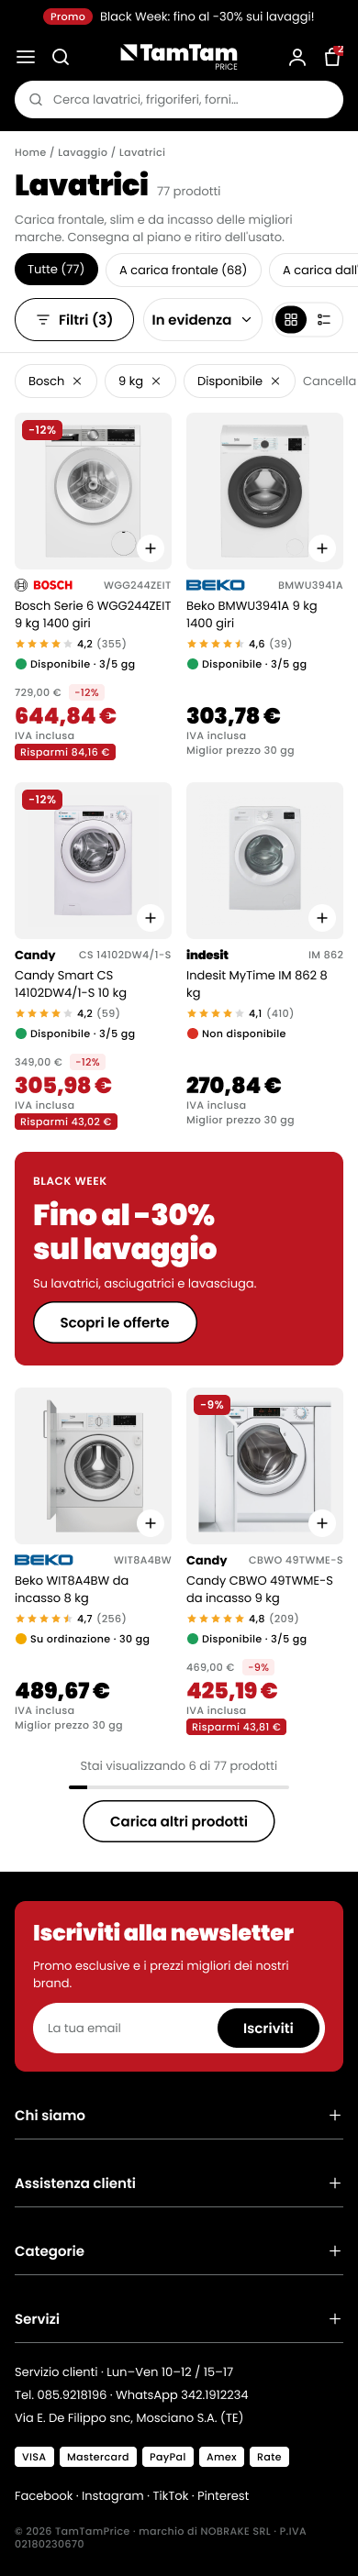 Promo Black Week: fino al -30% sui lavaggi!
TamTam
PRICE
2
Cerca lavatrici, frigoriferi, forni...
Home / Lavaggio / Lavatrici
Lavatrici 77 prodotti
Carica frontale, slim e da incasso delle migliori
marche. Consegna al piano e ritiro dell'usato.
Tutte (77) A carica frontale (68) A carica dall'
Filtri (3) In evidenza
Bosch 9 kg Disponibile Cancella
-12%
BOSCH WGG244ZEIT
Bosch Serie 6 WGG244ZEIT
9 kg 1400 giri
4,2 (355)
Disponibile · 3/5 gg
729,00 € -12%
644,84 €
IVA inclusa
Risparmi 84,16 €
BEKO BMWU3941A
Beko BMWU3941A 9 kg
1400 giri
4,6 (39)
Disponibile · 3/5 gg
303,78 €
IVA inclusa
Miglior prezzo 30 gg
-12%
Candy CS 14102DW4/1-S
Candy Smart CS
14102DW4/1-S 10 kg
4,2 (59)
Disponibile · 3/5 gg
349,00 € -12%
305,98 €
IVA inclusa
Risparmi 43,02 €
indesit IM 862
Indesit MyTime IM 862 8
kg
4,1 (410)
Non disponibile
270,84 €
IVA inclusa
Miglior prezzo 30 gg
BLACK WEEK
Fino al -30%
sul lavaggio
Su lavatrici, asciugatrici e lavasciuga.
Scopri le offerte
BEKO WIT8A4BW
Beko WIT8A4BW da
incasso 8 kg
4,7 (256)
Su ordinazione · 30 gg
489,67 €
IVA inclusa
Miglior prezzo 30 gg
-9%
Candy CBWO 49TWME-S
Candy CBWO 49TWME-S
da incasso 9 kg
4,8 (209)
Disponibile · 3/5 gg
469,00 € -9%
425,19 €
IVA inclusa
Risparmi 43,81 €
Stai visualizzando 6 di 77 prodotti
Carica altri prodotti
Iscriviti alla newsletter
Promo esclusive e i prezzi migliori dei nostri
brand.
La tua email Iscriviti
Chi siamo
Assistenza clienti
Categorie
Servizi
Servizio clienti · Lun–Ven 10–12 / 15–17
Tel. 085.9218196 · WhatsApp 342.1912234
Via E. De Filippo snc, Mosciano S.A. (TE)
VISA Mastercard PayPal Amex Rate
Facebook · Instagram · TikTok · Pinterest
© 2026 TamTamPrice · marchio di NOBRAKE SRL · P.IVA
02180230670